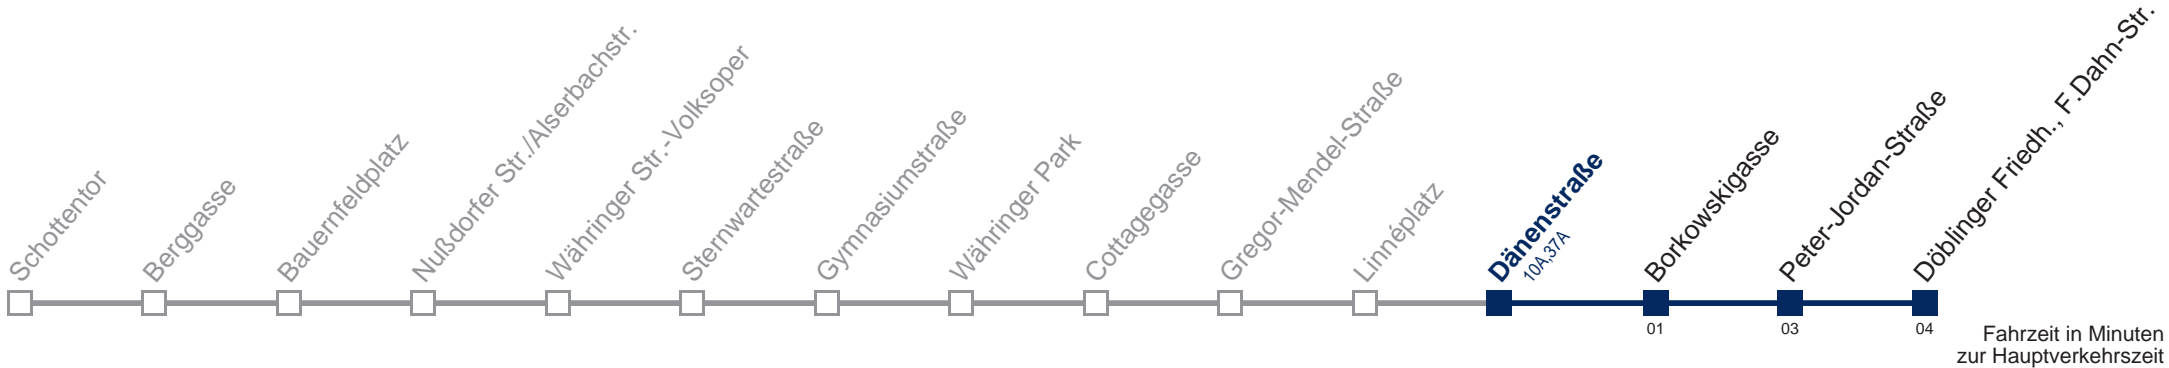 Schottentor
Berggasse
Bauernfeldplatz
Nußdorfer Str./Alserbachstr.
Währinger Str.-Volksoper
Sternwartestraße
Gymnasiumstraße
Währinger Park
Cottagegasse
Gregor-Mendel-Straße
Linnéplatz
Dänenstraße
10A,37A
Borkowskigasse
Peter-Jordan-Straße
Döblinger Friedh., F.Dahn-Str.
01
03
04
Fahrzeit in Minuten
zur Hauptverkehrszeit